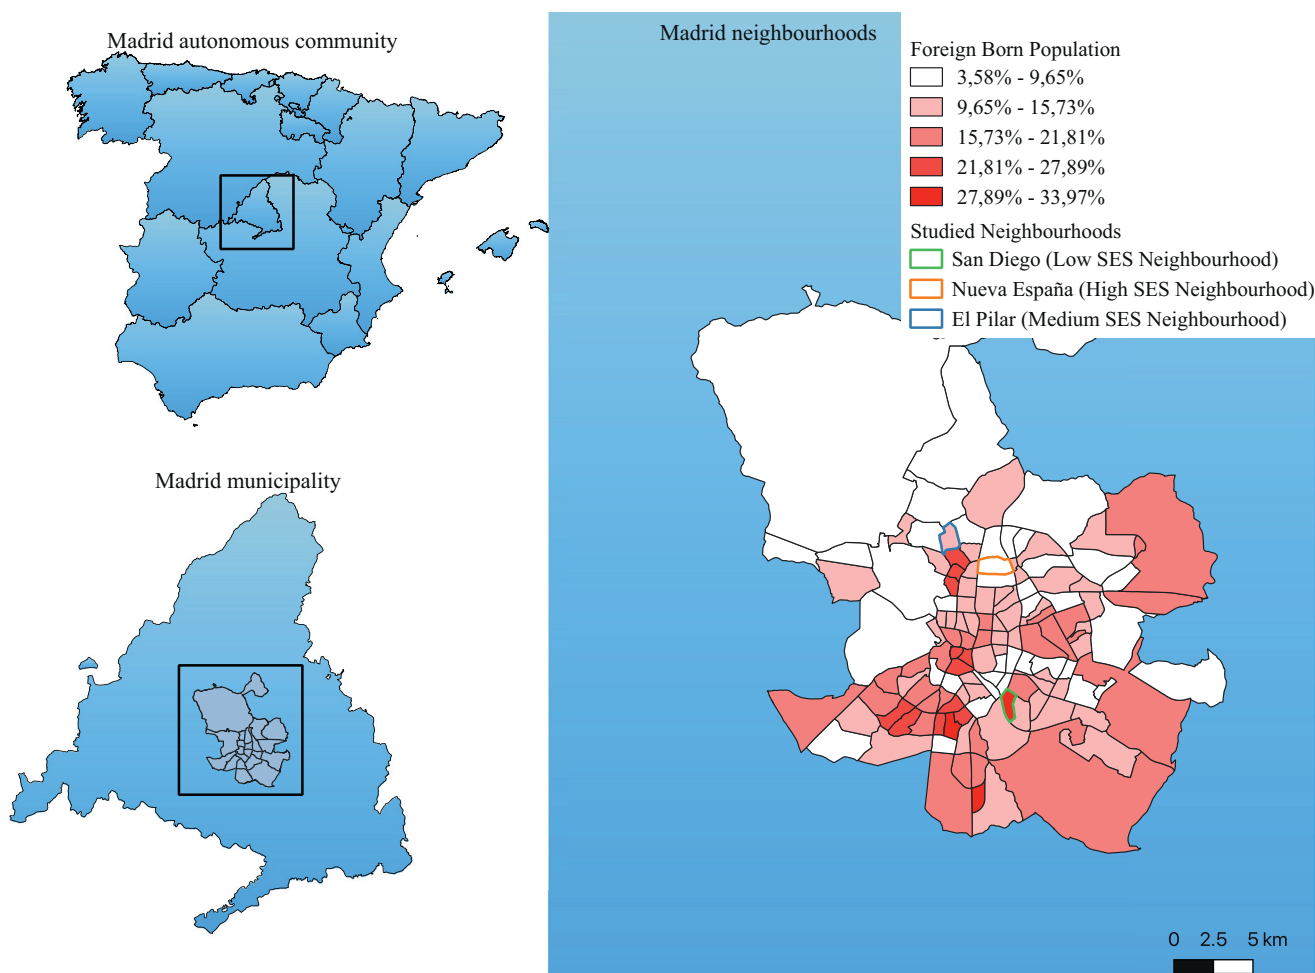 Madrid autonomous community
Madrid municipality
Madrid neighbourhoods
Foreign Born Population
3,58% - 9,65%
9,65% - 15,73%
15,73% - 21,81%
21,81% - 27,89%
27,89% - 33,97%
Studied Neighbourhoods
San Diego (Low SES Neighbourhood)
Nueva España (High SES Neighbourhood)
El Pilar (Medium SES Neighbourhood)
0 2.5 5 km